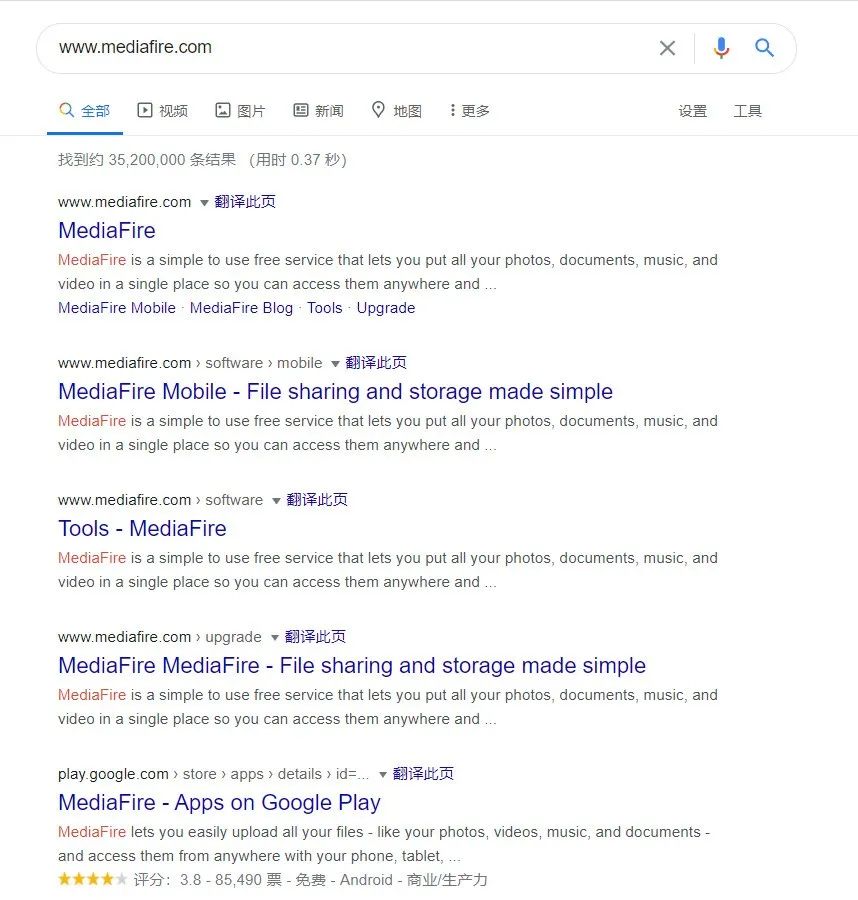 www.mediafire.com
全部 视频 图片 新闻 地图 更多 设置 工具
找到约 35,200,000 条结果 （用时 0.37 秒）
www.mediafire.com 翻译此页
MediaFire
MediaFire is a simple to use free service that lets you put all your photos, documents, music, and
video in a single place so you can access them anywhere and ...
MediaFire Mobile · MediaFire Blog · Tools · Upgrade
www.mediafire.com › software › mobile 翻译此页
MediaFire Mobile - File sharing and storage made simple
MediaFire is a simple to use free service that lets you put all your photos, documents, music, and
video in a single place so you can access them anywhere and ...
www.mediafire.com › software 翻译此页
Tools - MediaFire
MediaFire is a simple to use free service that lets you put all your photos, documents, music, and
video in a single place so you can access them anywhere and ...
www.mediafire.com › upgrade 翻译此页
MediaFire MediaFire - File sharing and storage made simple
MediaFire is a simple to use free service that lets you put all your photos, documents, music, and
video in a single place so you can access them anywhere and ...
play.google.com › store › apps › details › id=... 翻译此页
MediaFire - Apps on Google Play
MediaFire lets you easily upload all your files - like your photos, videos, music, and documents -
and access them from anywhere with your phone, tablet, ...
评分：3.8 - 85,490 票 - 免费 - Android - 商业/生产力